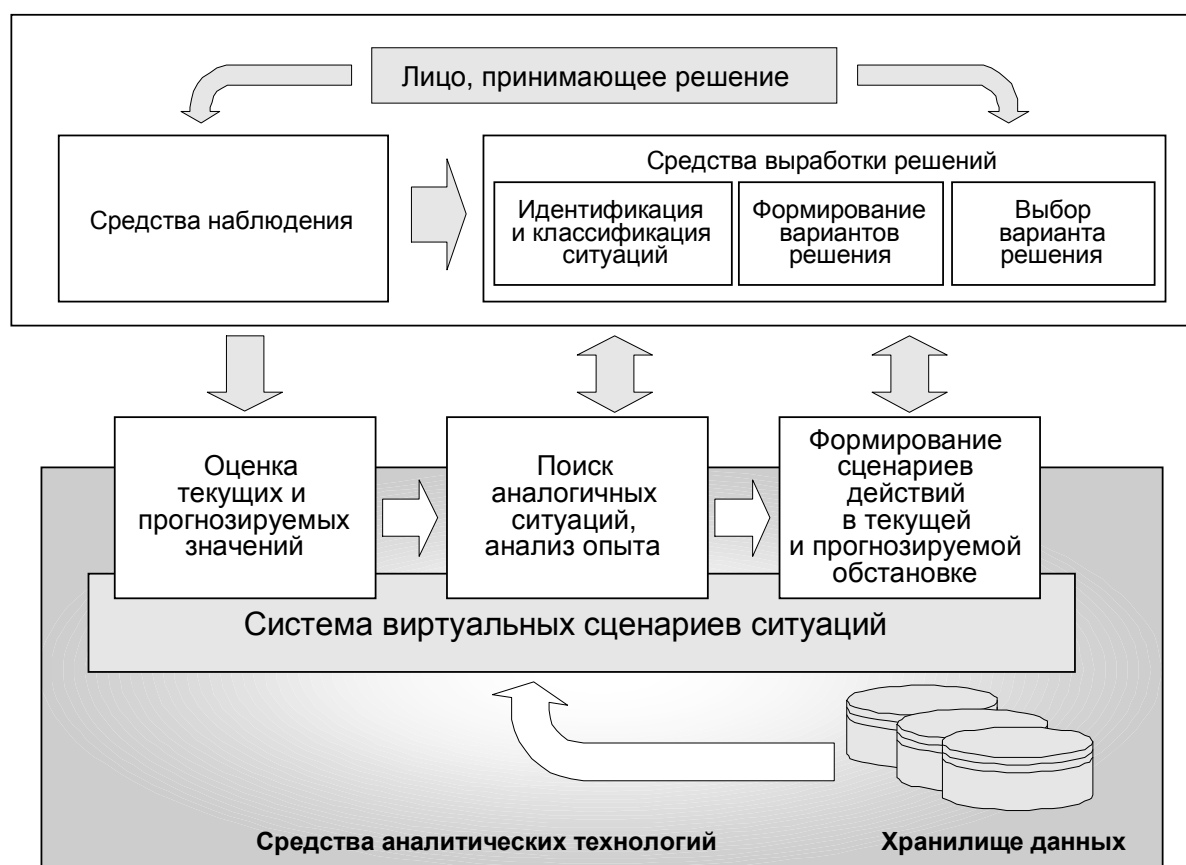 Лицо, принимающее решение
Средства наблюдения
Средства выработки решений
Идентификация
и классификация
ситуаций
Формирование
вариантов
решения
Выбор
варианта
решения
Оценка
текущих и
прогнозируемых
значений
Поиск
аналогичных
ситуаций,
анализ опыта
Формирование
сценариев
действий
в текущей
и прогнозируемой
обстановке
Система виртуальных сценариев ситуаций
Средства аналитических технологий
Хранилище данных